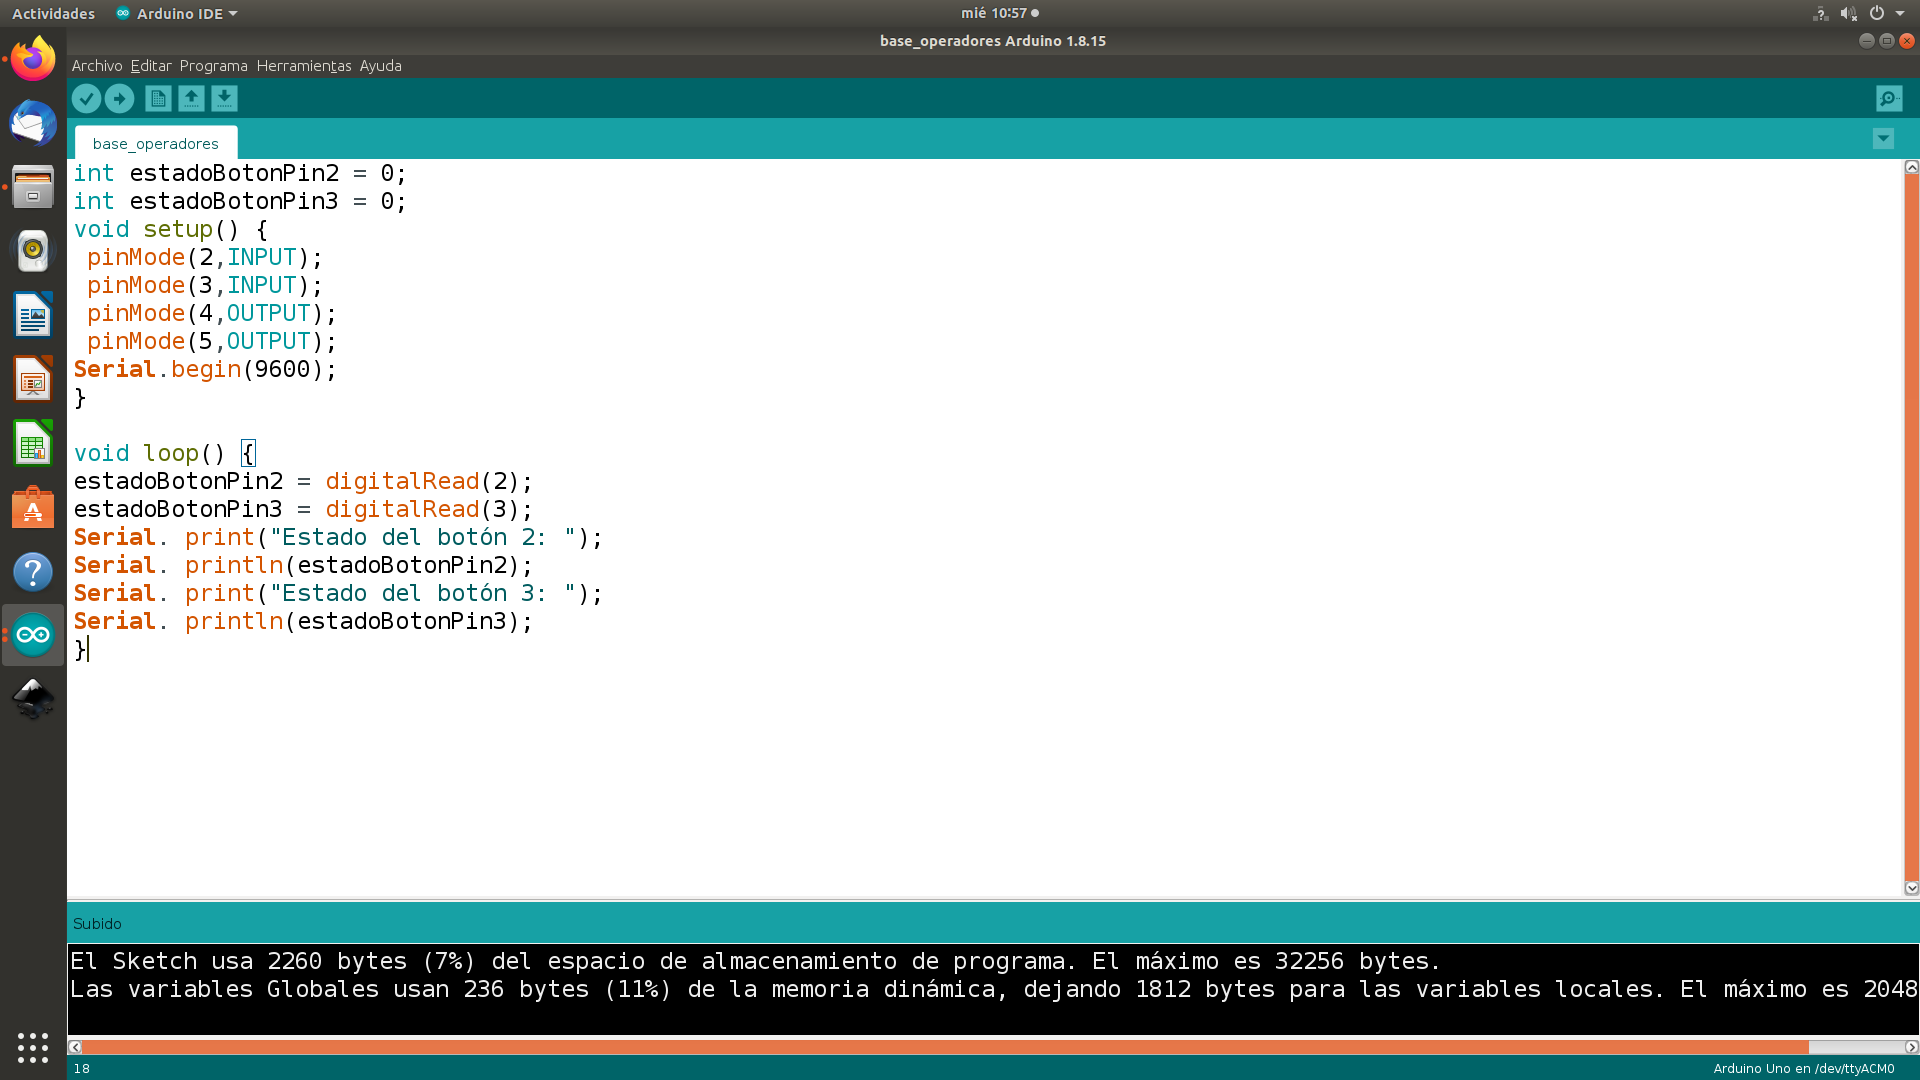 Actividades Arduino IDE mié 10:57
base_operadores Arduino 1.8.15
Archivo Editar Programa Herramientas Ayuda
base_operadores
int estadoBotonPin2 = 0;
int estadoBotonPin3 = 0;
void setup() {
 pinMode(2,INPUT);
 pinMode(3,INPUT);
 pinMode(4,OUTPUT);
 pinMode(5,OUTPUT);
Serial.begin(9600);
}
void loop() {
estadoBotonPin2 = digitalRead(2);
estadoBotonPin3 = digitalRead(3);
Serial. print("Estado del botón 2: ");
Serial. println(estadoBotonPin2);
Serial. print("Estado del botón 3: ");
Serial. println(estadoBotonPin3);
}
Subido
El Sketch usa 2260 bytes (7%) del espacio de almacenamiento de programa. El máximo es 32256 bytes.
Las variables Globales usan 236 bytes (11%) de la memoria dinámica, dejando 1812 bytes para las variables locales. El máximo es 2048
18 Arduino Uno en /dev/ttyACM0